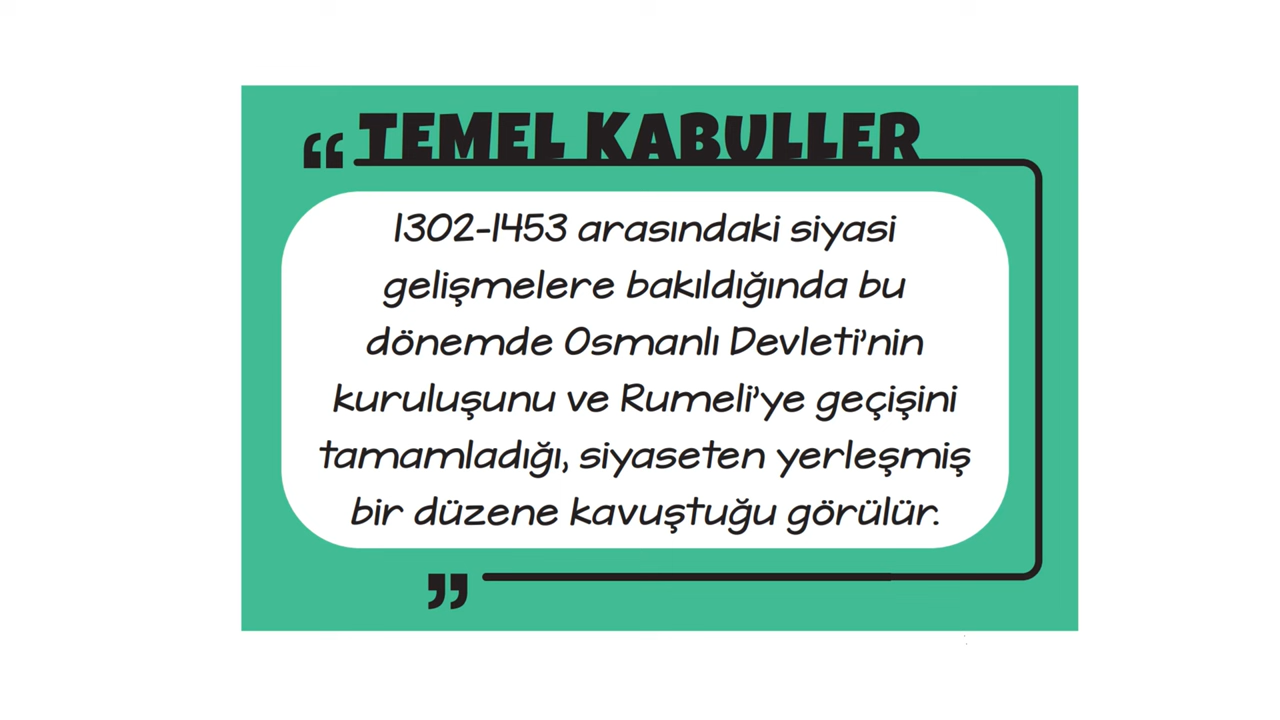 “ TEMEL KABULLER
1302-1453 arasındaki siyasi
gelişmelere bakıldığında bu
dönemde Osmanlı Devleti’nin
kuruluşunu ve Rumeli’ye geçişini
tamamladığı, siyaseten yerleşmiş
bir düzene kavuştuğu görülür.
”